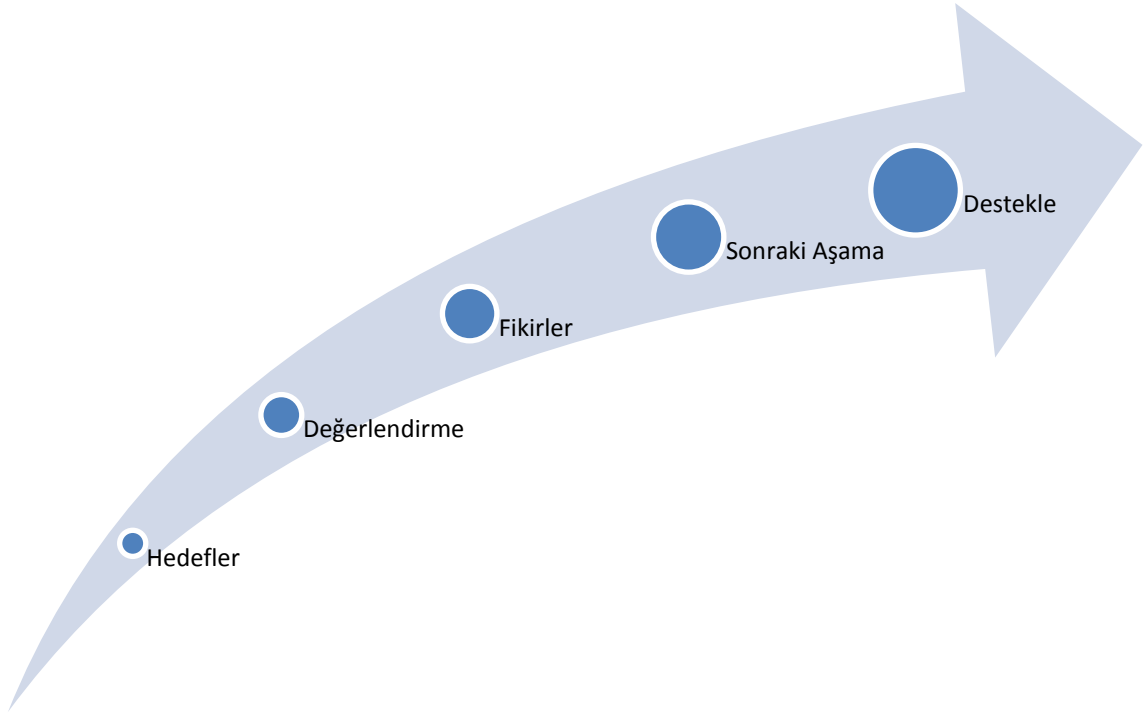 Destekle
Sonraki Aşama
Fikirler
Değerlendirme
Hedefler